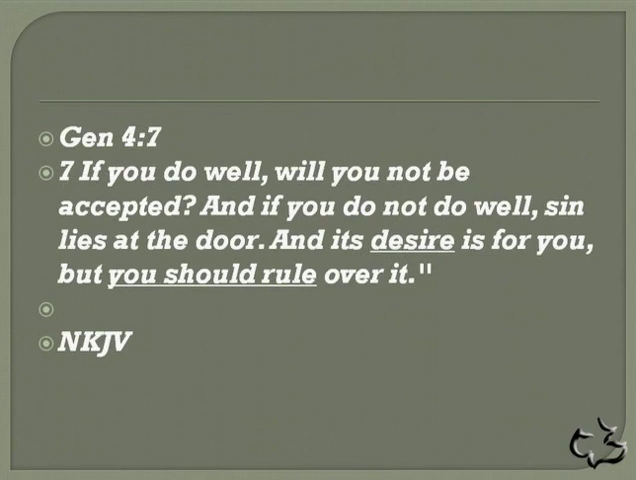 Gen 4:7
7 If you do well, will you not be
accepted? And if you do not do well, sin
lies at the door. And its desire is for you,
but you should rule over it."
NKJV